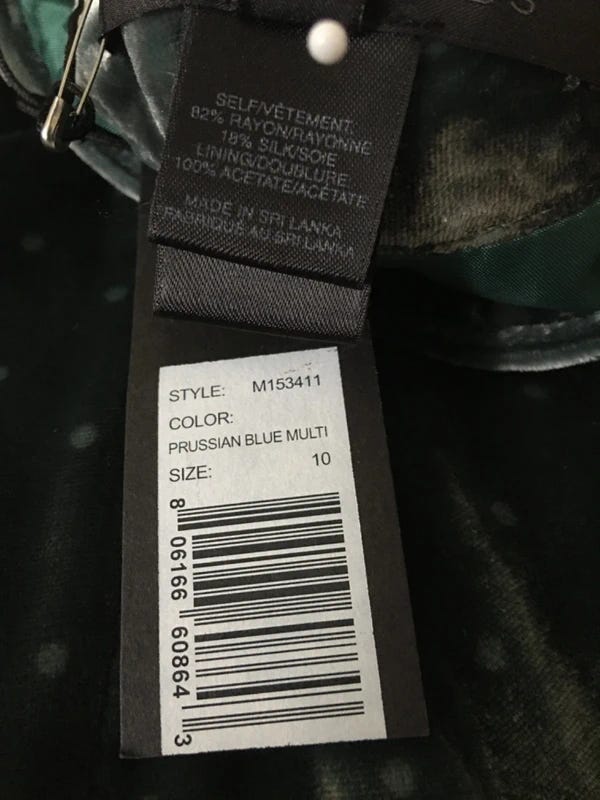 SELF/VÊTEMENT:
82% RAYON/RAYONNE
18% SILK/SOIE
LINING/DOUBLURE:
100% ACETATE/ACÉTATE
MADE IN SRI LANKA
FABRIQUÉ AU SRI LANKA
STYLE: M153411
COLOR:
PRUSSIAN BLUE MULTI
SIZE: 10
8 06166 60864 3